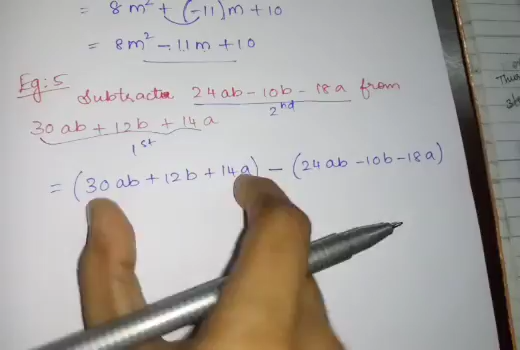 = 8m² + (-11)m + 10
= 8m² - 11m + 10
Eg:5 Subtract 24ab - 10b - 18a from
2nd
30ab + 12b + 14a
1st
= (30ab + 12b + 14a) - (24ab - 10b - 18a)